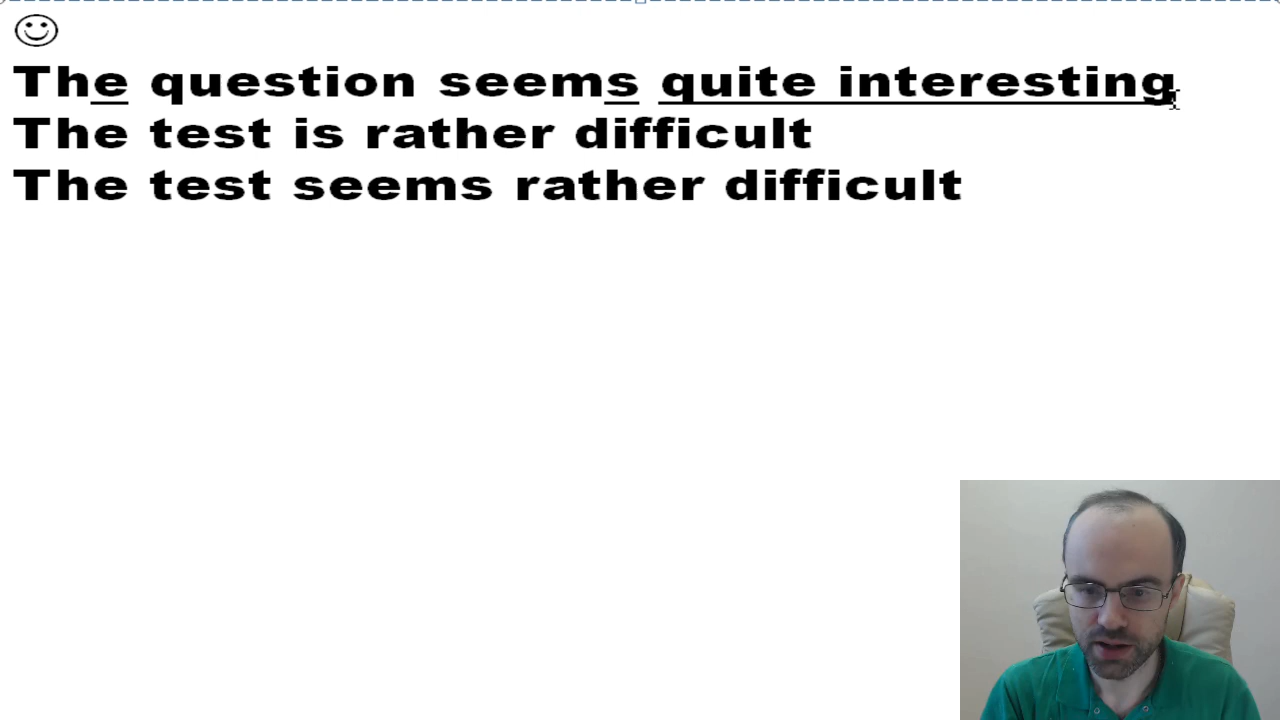 The question seems quite interesting
The test is rather difficult
The test seems rather difficult